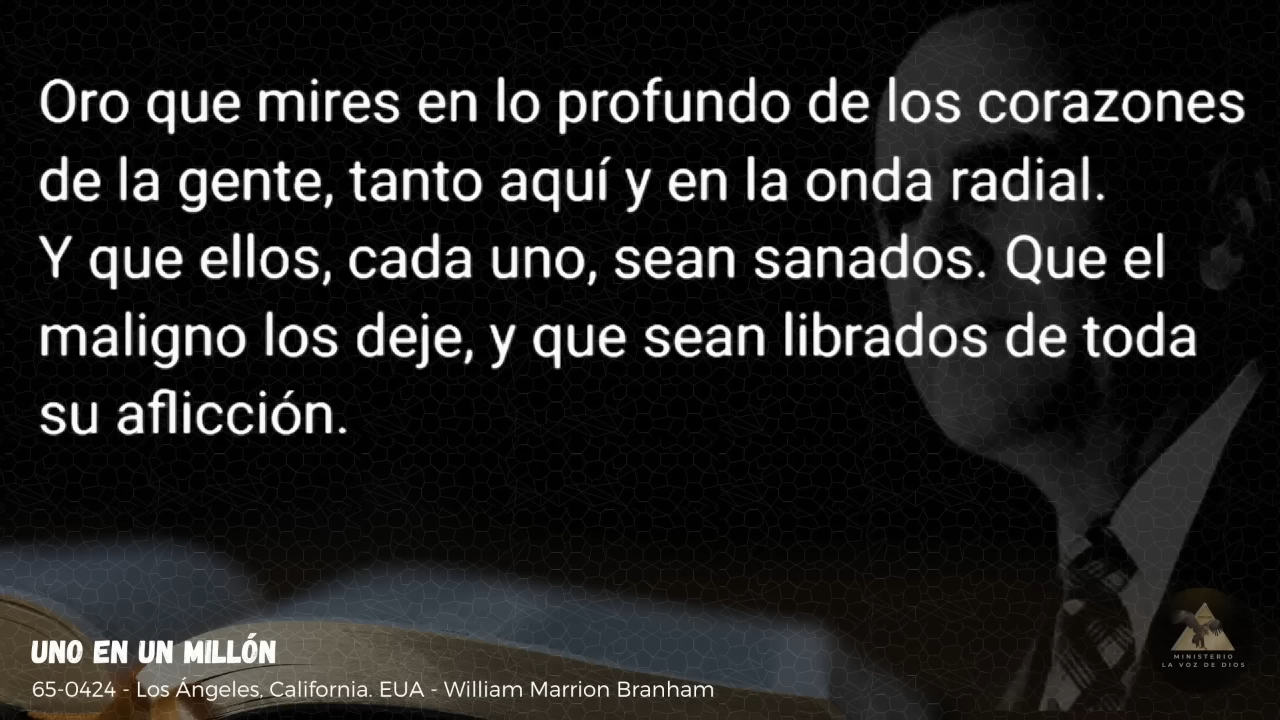 Oro que mires en lo profundo de los corazones
de la gente, tanto aquí y en la onda radial.
Y que ellos, cada uno, sean sanados. Que el
maligno los deje, y que sean librados de toda
su aflicción.
UNO EN UN MILLÓN
65-0424 - Los Ángeles, California. EUA - William Marrion Branham
MINISTERIO
LA VOZ DE DIOS